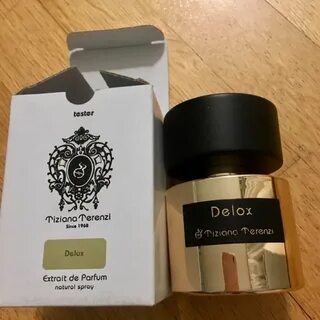 tester
Tiziana Terenzi
Since 1968
Delox
Extrait de Parfum
natural spray
Delox
Tiziana Terenzi